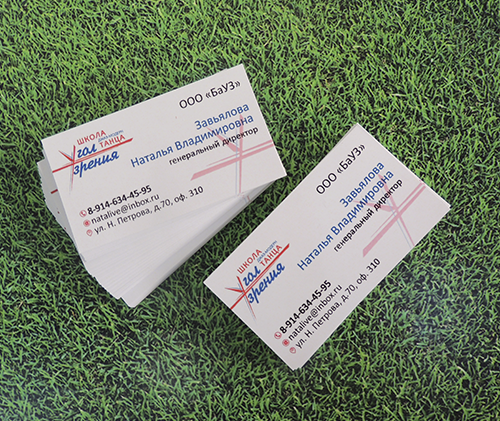 ООО «БаУЗ»
Завьялова
Наталья Владимировна
генеральный директор
ШКОЛА
ТАНЦА
Угол
зрения
8-914-634-45-95
natalive@inbox.ru
ул. Н. Петрова, д.70, оф. 310
ООО «БаУЗ»
Завьялова
Наталья Владимировна
генеральный директор
ШКОЛА
ТАНЦА
Угол
зрения
8-914-634-45-95
natalive@inbox.ru
ул. Н. Петрова, д.70, оф. 310